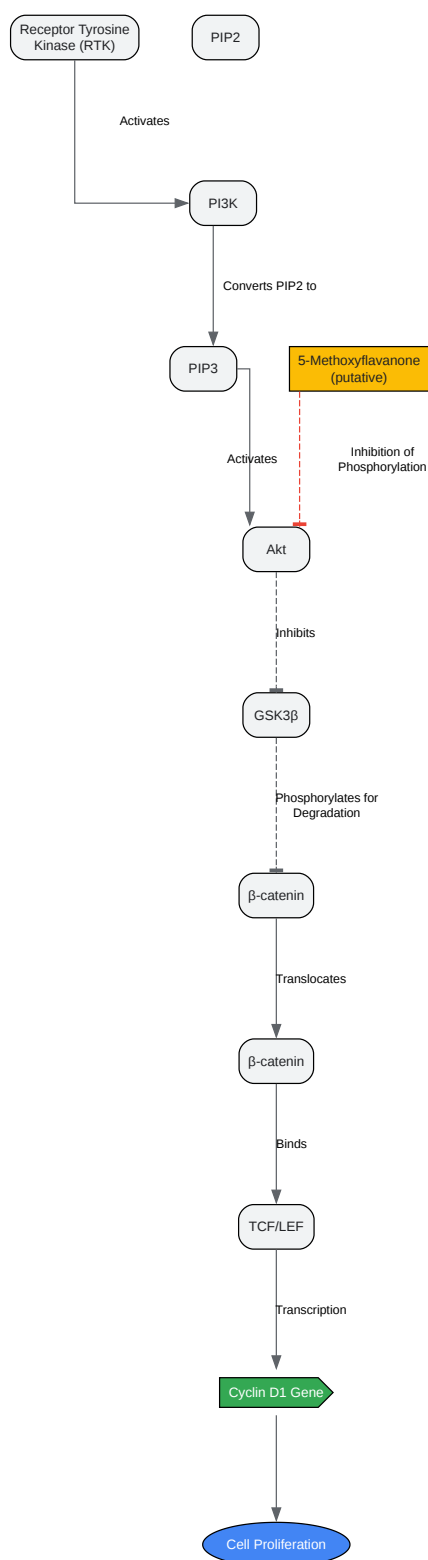 Receptor Tyrosine
Kinase (RTK)
PIP2
Activates
PI3K
Converts PIP2 to
PIP3
5-Methoxyflavanone
(putative)
Activates
Inhibition of
Phosphorylation
Akt
Inhibits
GSK3β
Phosphorylates for
Degradation
β-catenin
Translocates
β-catenin
Binds
TCF/LEF
Transcription
Cyclin D1 Gene
Cell Proliferation